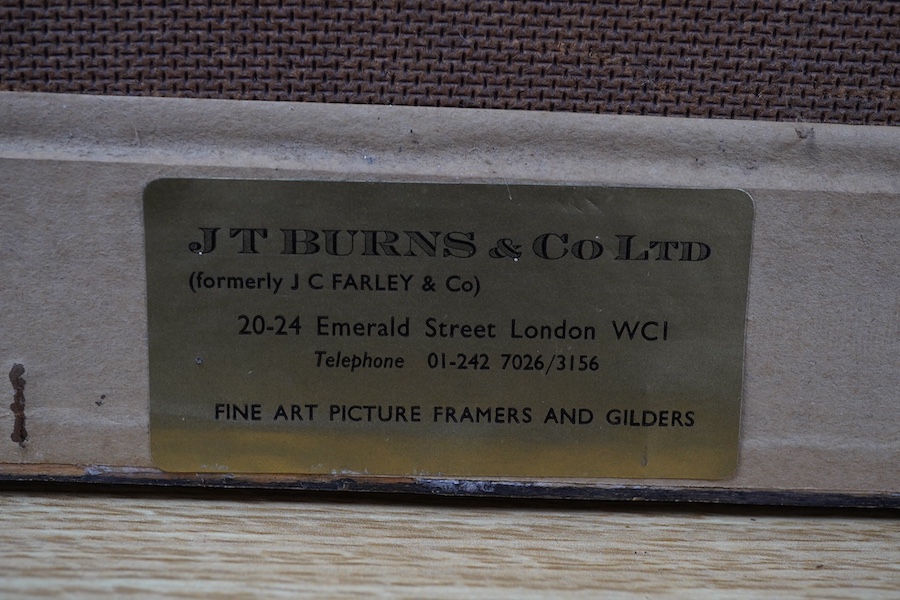 J T BURNS & Co LTD
(formerly J C FARLEY & Co)
20-24 Emerald Street London WC1
Telephone 01-242 7026/3156
FINE ART PICTURE FRAMERS AND GILDERS